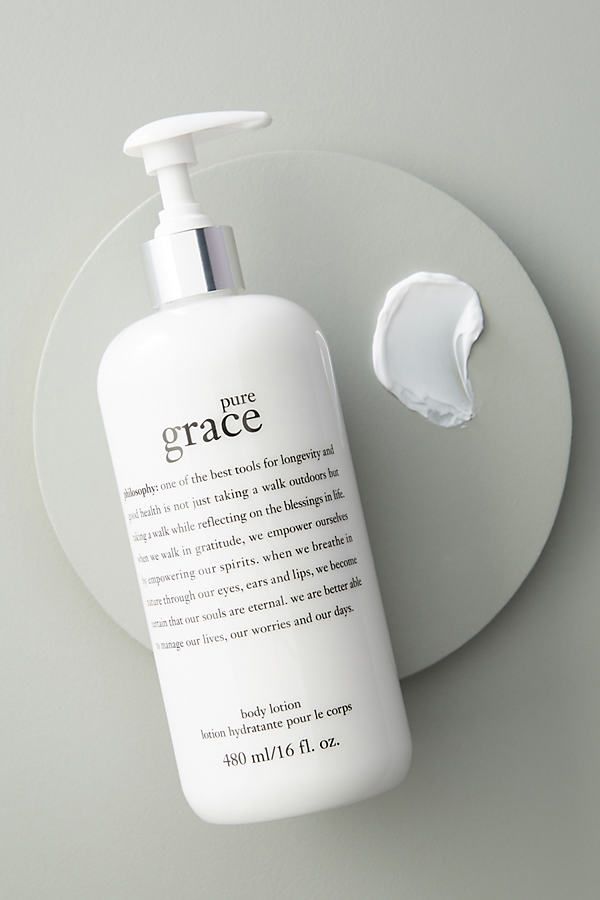 pure
grace
philosophy: one of the best tools for longevity and
good health is not just taking a walk outdoors but
taking a walk while reflecting on the blessings in life.
when we walk in gratitude, we empower ourselves
by empowering our spirits. when we breathe in
nature through our eyes, ears and lips, we become
certain that our souls are eternal. we are better able
to manage our lives, our worries and our days.
body lotion
lotion hydratante pour le corps
480 ml/16 fl. oz.